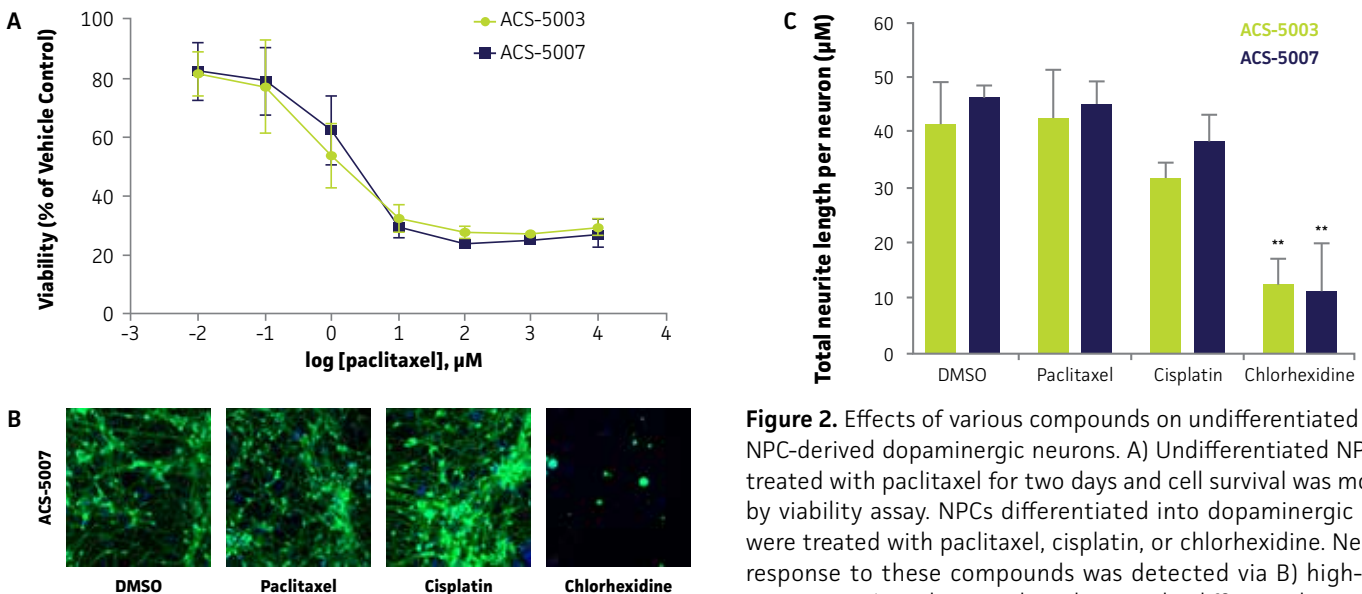 A
ACS-5003
ACS-5007
Viability (% of Vehicle Control)
100
80
60
40
20
0
-3 -2 -1 0 1 2 3 4 4
log [paclitaxel], µM
B
ACS-5007
DMSO Paclitaxel Cisplatin Chlorhexidine
C
ACS-5003
ACS-5007
Total neurite length per neuron (µM)
60
50
40
30
20
10
0
** **
DMSO Paclitaxel Cisplatin Chlorhexidine
Figure 2. Effects of various compounds on undifferentiated
NPC-derived dopaminergic neurons. A) Undifferentiated NP
treated with paclitaxel for two days and cell survival was mo
by viability assay. NPCs differentiated into dopaminergic
were treated with paclitaxel, cisplatin, or chlorhexidine. Ne
response to these compounds was detected via B) high-